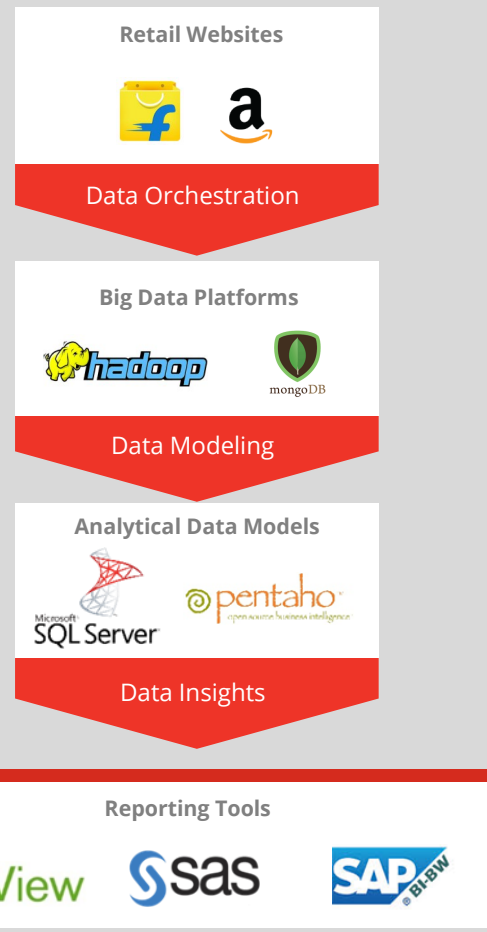 Retail Websites
a
Data Orchestration
Big Data Platforms
hadoop
mongoDB
Data Modeling
Analytical Data Models
Microsoft
SQL Server
pentaho
open source business intelligence
Data Insights
Reporting Tools
View
sas
SAP
BI-BW